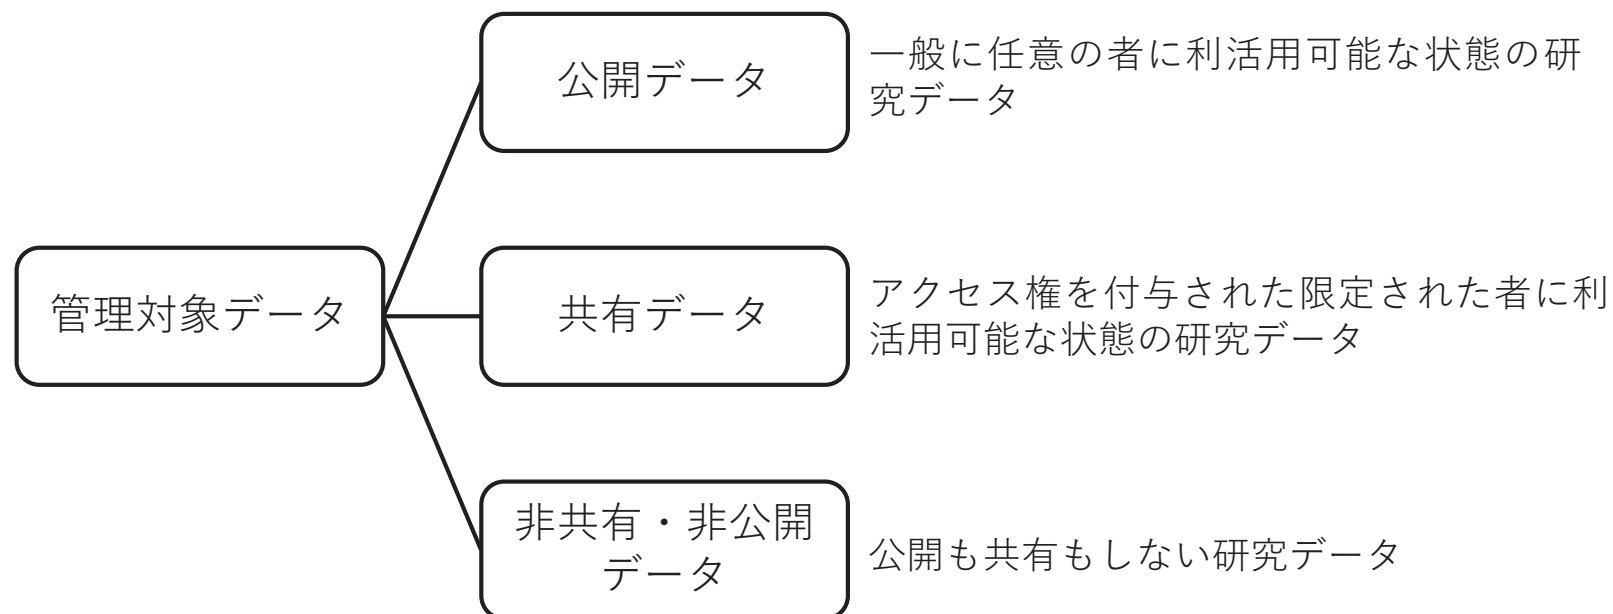 公開データ
一般に任意の者に利活用可能な状態の研
究データ
管理対象データ
共有データ
アクセス権を付与された限定された者に利
活用可能な状態の研究データ
非共有・非公開
データ
公開も共有もしない研究データ